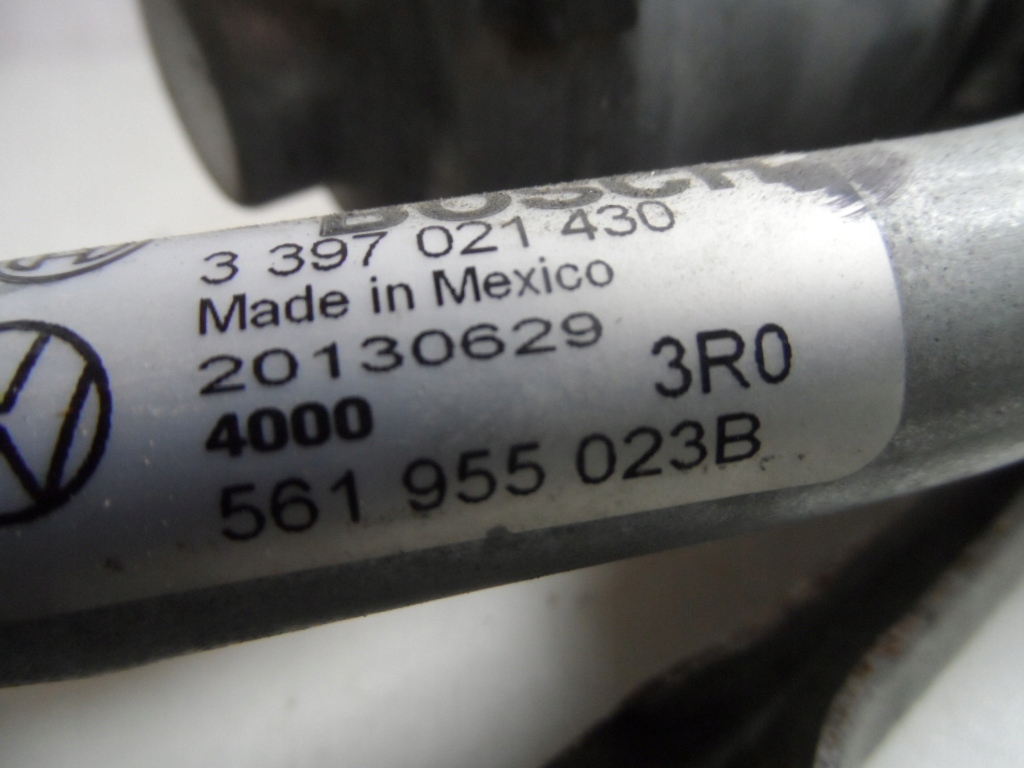 BOSCH
3 397 021 430
Made in Mexico
20130629
3R0
4000
561 955 023B